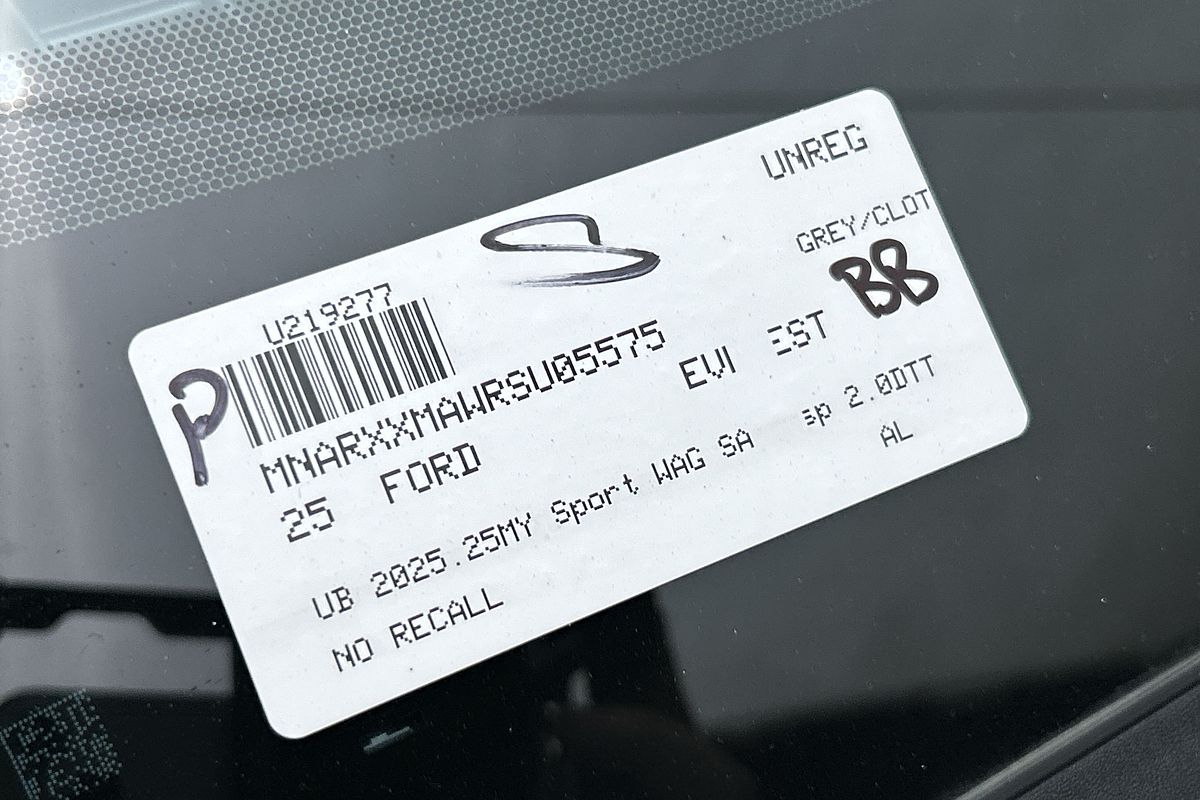 UNREG
S
GREY/CLOT
U219277
BB
P
MNARXXMAWRSU05575
25 FORD EVI EST
UB 2025.25MY Sport WAG SA sp 2.0DTT
NO RECALL AL